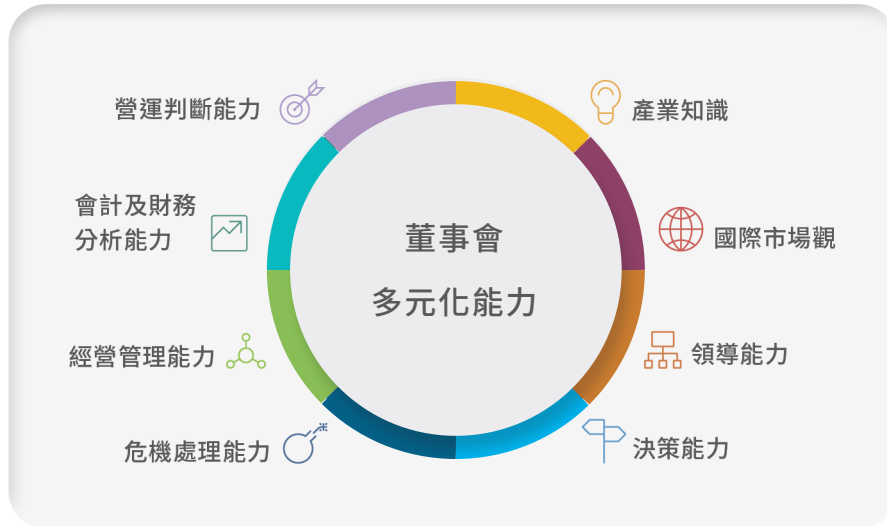 營運判斷能力
產業知識
會計及財務
分析能力
國際市場觀
董事會
多元化能力
經營管理能力
領導能力
危機處理能力
決策能力